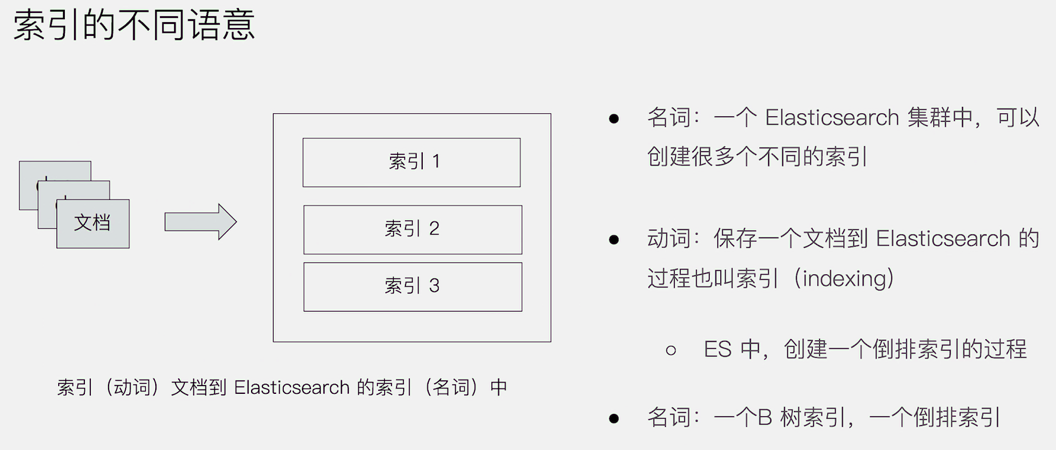 索引的不同语意
文档
索引 1
索引 2
索引 3
索引（动词）文档到 Elasticsearch 的索引（名词）中
名词：一个 Elasticsearch 集群中，可以
创建很多个不同的索引
动词：保存一个文档到 Elasticsearch 的
过程也叫索引（indexing）
ES 中，创建一个倒排索引的过程
名词：一个B 树索引，一个倒排索引